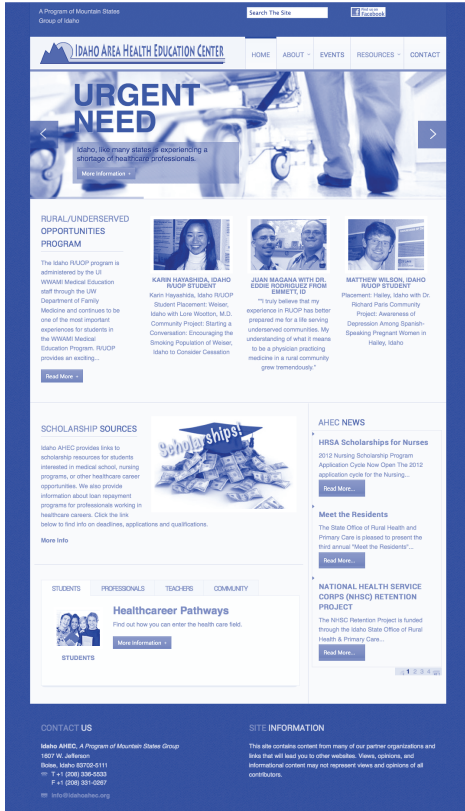 A Program of Mountain States
Group of Idaho
Search The Site
Find us on
Facebook
IDAHO AREA HEALTH EDUCATION CENTER
HOME
ABOUT
EVENTS
RESOURCES
CONTACT
URGENT
NEED
Idaho, like many states is experiencing a
shortage of healthcare professionals.
More Information
RURAL/UNDERSERVED
OPPORTUNITIES
PROGRAM
The Idaho R/UOP program is
administered by the UI
WWAMI Medical Education
staff through the UW
Department of Family
Medicine and continues to be
one of the most important
experiences for students in
the WWAMI Medical
Education Program. R/UOP
provides an exciting...
Read More
KARIN HAYASHIDA, IDAHO
R/UOP STUDENT
Karin Hayashida, Idaho R/UOP
Student Placement: Weiser,
Idaho with Lore Wootton, M.D.
Community Project: Starting a
Conversation: Encouraging the
Smoking Population of Weiser,
Idaho to Consider Cessation
JUAN MAGANA WITH DR.
EDDIE RODRIGUEZ FROM
EMMETT, ID
"I truly believe that my
experience in RUOP has better
prepared me for a life serving
underserved communities. My
understanding of what it means
to be a physician practicing
medicine in a rural community
grew tremendously."
MATTHEW WILSON, IDAHO
R/UOP STUDENT
Placement: Hailey, Idaho with Dr.
Richard Paris Community
Project: Awareness of
Depression Among Spanish-
Speaking Pregnant Women in
Hailey, Idaho
SCHOLARSHIP SOURCES
Idaho AHEC provides links to
scholarship resources for students
interested in medical school, nursing
programs, or other healthcare career
opportunities. We also provide
information about loan repayment
programs for professionals working in
healthcare careers. Click the link
below to find info on deadlines, applications and qualifications.
More Info
Scholarships!
AHEC NEWS
HRSA Scholarships for Nurses
2012 Nursing Scholarship Program
Application Cycle Now Open The 2012
application cycle for the Nursing...
Read More...
Meet the Residents
The State Office of Rural Health and
Primary Care is pleased to present the
third annual "Meet the Residents"...
Read More...
NATIONAL HEALTH SERVICE
CORPS (NHSC) RETENTION
PROJECT
The NHSC Retention Project is funded
through the Idaho State Office of Rural
Health & Primary Care...
Read More...
1 2 3 4
STUDENTS
PROFESSIONALS
TEACHERS
COMMUNITY
Healthcareer Pathways
Find out how you can enter the health care field.
More Information
STUDENTS
CONTACT US
Idaho AHEC, A Program of Mountain States Group
1607 W. Jefferson
Boise, Idaho 83702-5111
T +1 (208) 336-5533
F +1 (208) 331-0267
info@idahoahec.org
SITE INFORMATION
This site contains content from many of our partner organizations and
links that will lead you to other websites. Views, opinions, and
informational content may not represent views and opinions of all
contributors.